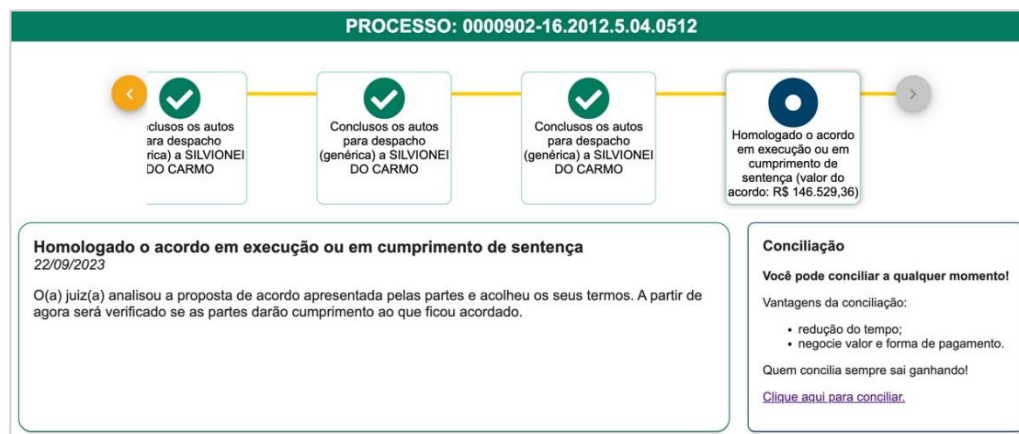 PROCESSO: 0000902-16.2012.5.04.0512
nclusos os autos
ara despacho
érica) a SILVIONEI
DO CARMO
Conclusos os autos
para despacho
(genérica) a SILVIONEI
DO CARMO
Conclusos os autos
para despacho
(genérica) a SILVIONEI
DO CARMO
Homologado o acordo
em execução ou em
cumprimento de
sentença (valor do
acordo: R$ 146.529,36)
Homologado o acordo em execução ou em cumprimento de sentença
22/09/2023
O(a) juiz(a) analisou a proposta de acordo apresentada pelas partes e acolheu os seus termos. A partir de
agora será verificado se as partes darão cumprimento ao que ficou acordado.
Conciliação
Você pode conciliar a qualquer momento!
Vantagens da conciliação:
• redução do tempo;
• negocie valor e forma de pagamento.
Quem concilia sempre sai ganhando!
Clique aqui para conciliar.